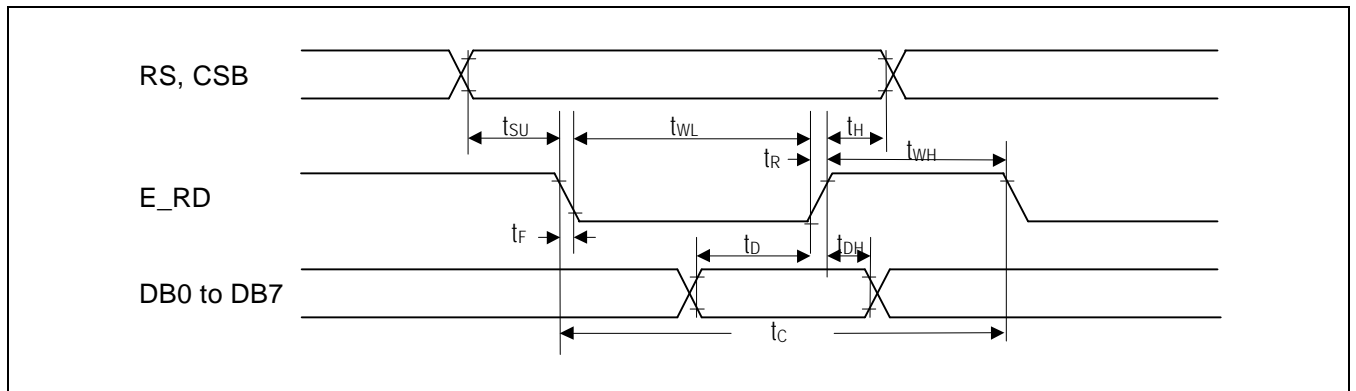 RS, CSB
tSU
tWL
tH
tR
tWH
E_RD
tF
tD
tDH
DB0 to DB7
tC